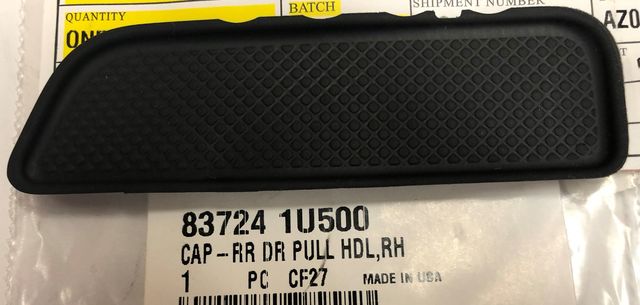 QUANTITY
BATCH
SHIPMENT NUMBER
83724 1U500
CAP-RR DR PULL HDL,RH
1 PC CF27 MADE IN USA